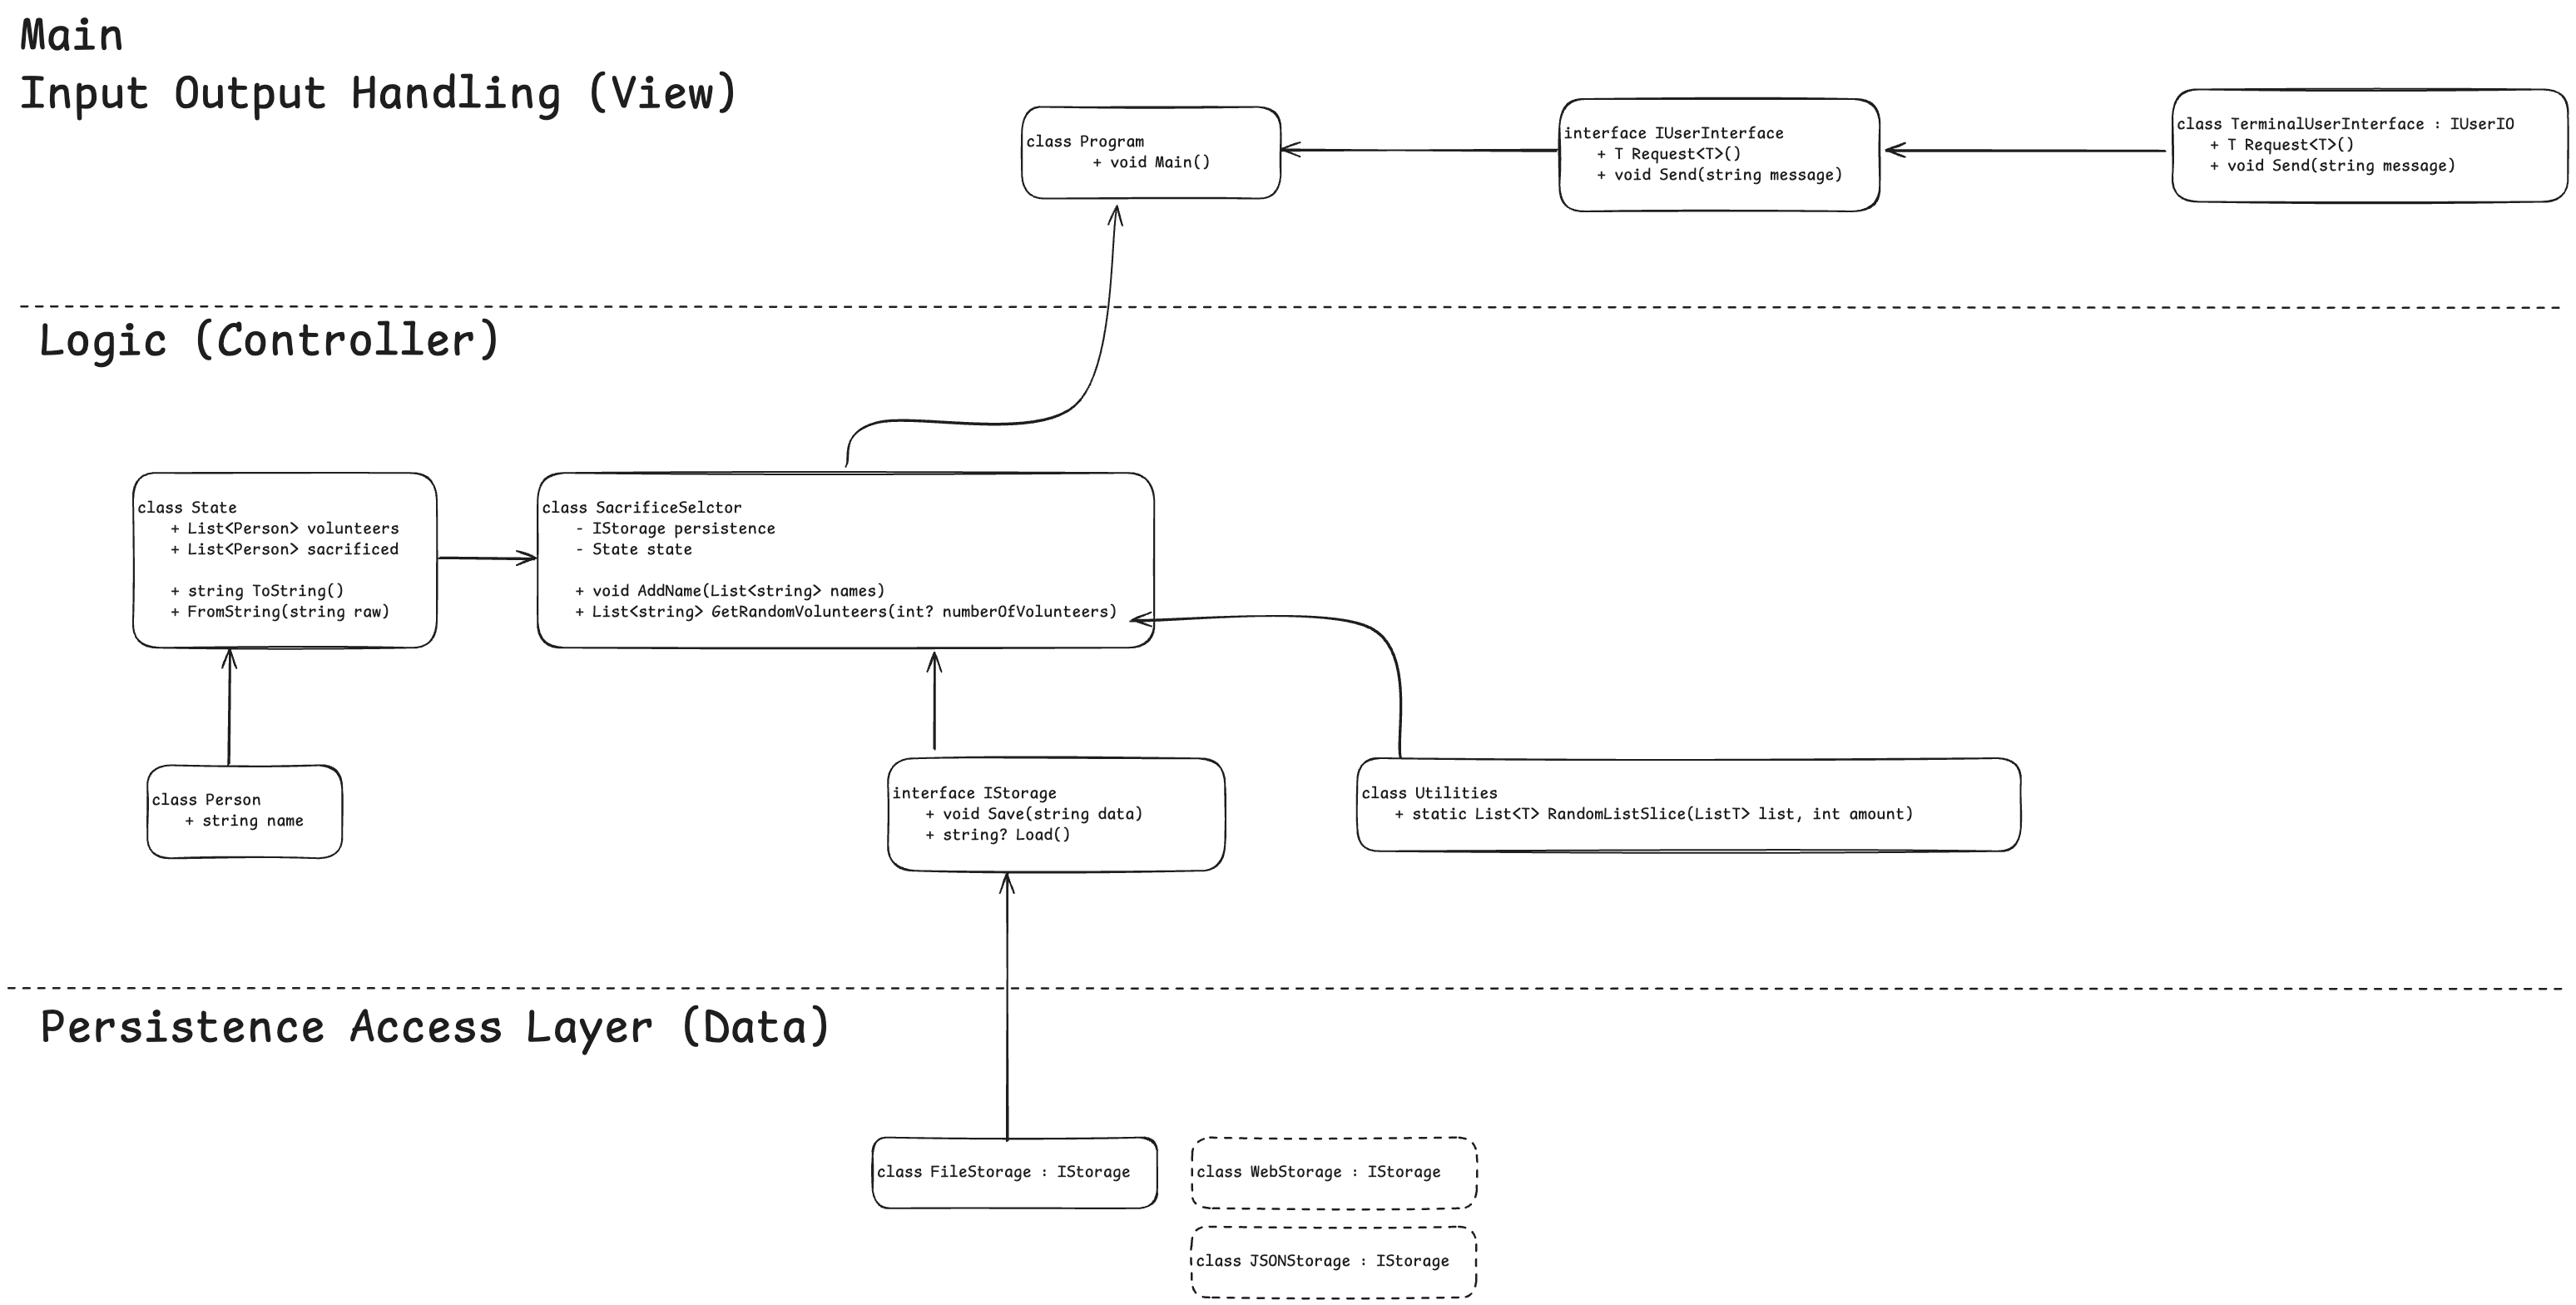 Main
Input Output Handling (View)
class Program
+ void Main()
interface IUserInterface
+ T Request<T>()
+ void Send(string message)
class TerminalUserInterface : IUserIO
+ T Request<T>()
+ void Send(string message)
Logic (Controller)
class State
+ List<Person> volunteers
+ List<Person> sacrificed
+ string ToString()
+ FromString(string raw)
class SacrificeSelctor
- IStorage persistence
- State state
+ void AddName(List<string> names)
+ List<string> GetRandomVolunteers(int? numberOfVolunteers)
class Person
+ string name
interface IStorage
+ void Save(string data)
+ string? Load()
class Utilities
+ static List<T> RandomListSlice(ListT> list, int amount)
Persistence Access Layer (Data)
class FileStorage : IStorage
class WebStorage : IStorage
class JSONStorage : IStorage